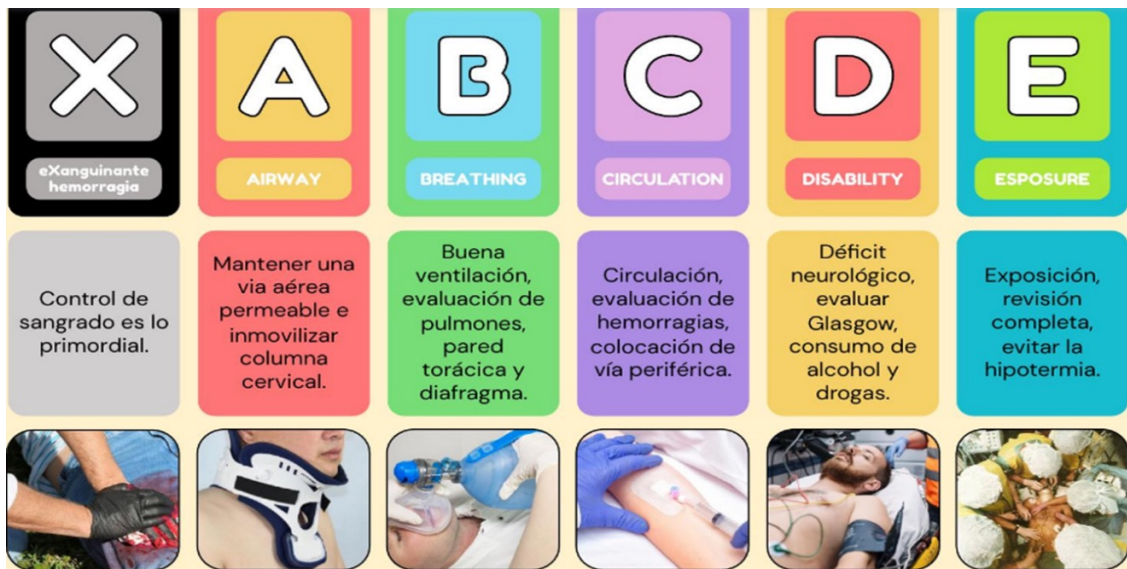 X
eXanguinante
hemorragia
Control de
sangrado es lo
primordial.
A
AIRWAY
Mantener una
via aérea
permeable e
inmovilizar
columna
cervical.
B
BREATHING
Buena
ventilación,
evaluación de
pulmones,
pared
torácica y
diafragma.
C
CIRCULATION
Circulación,
evaluación de
hemorragias,
colocación de
vía periférica.
D
DISABILITY
Déficit
neurológico,
evaluar
Glasgow,
consumo de
alcohol y
drogas.
E
ESPOSURE
Exposición,
revisión
completa,
evitar la
hipotermia.